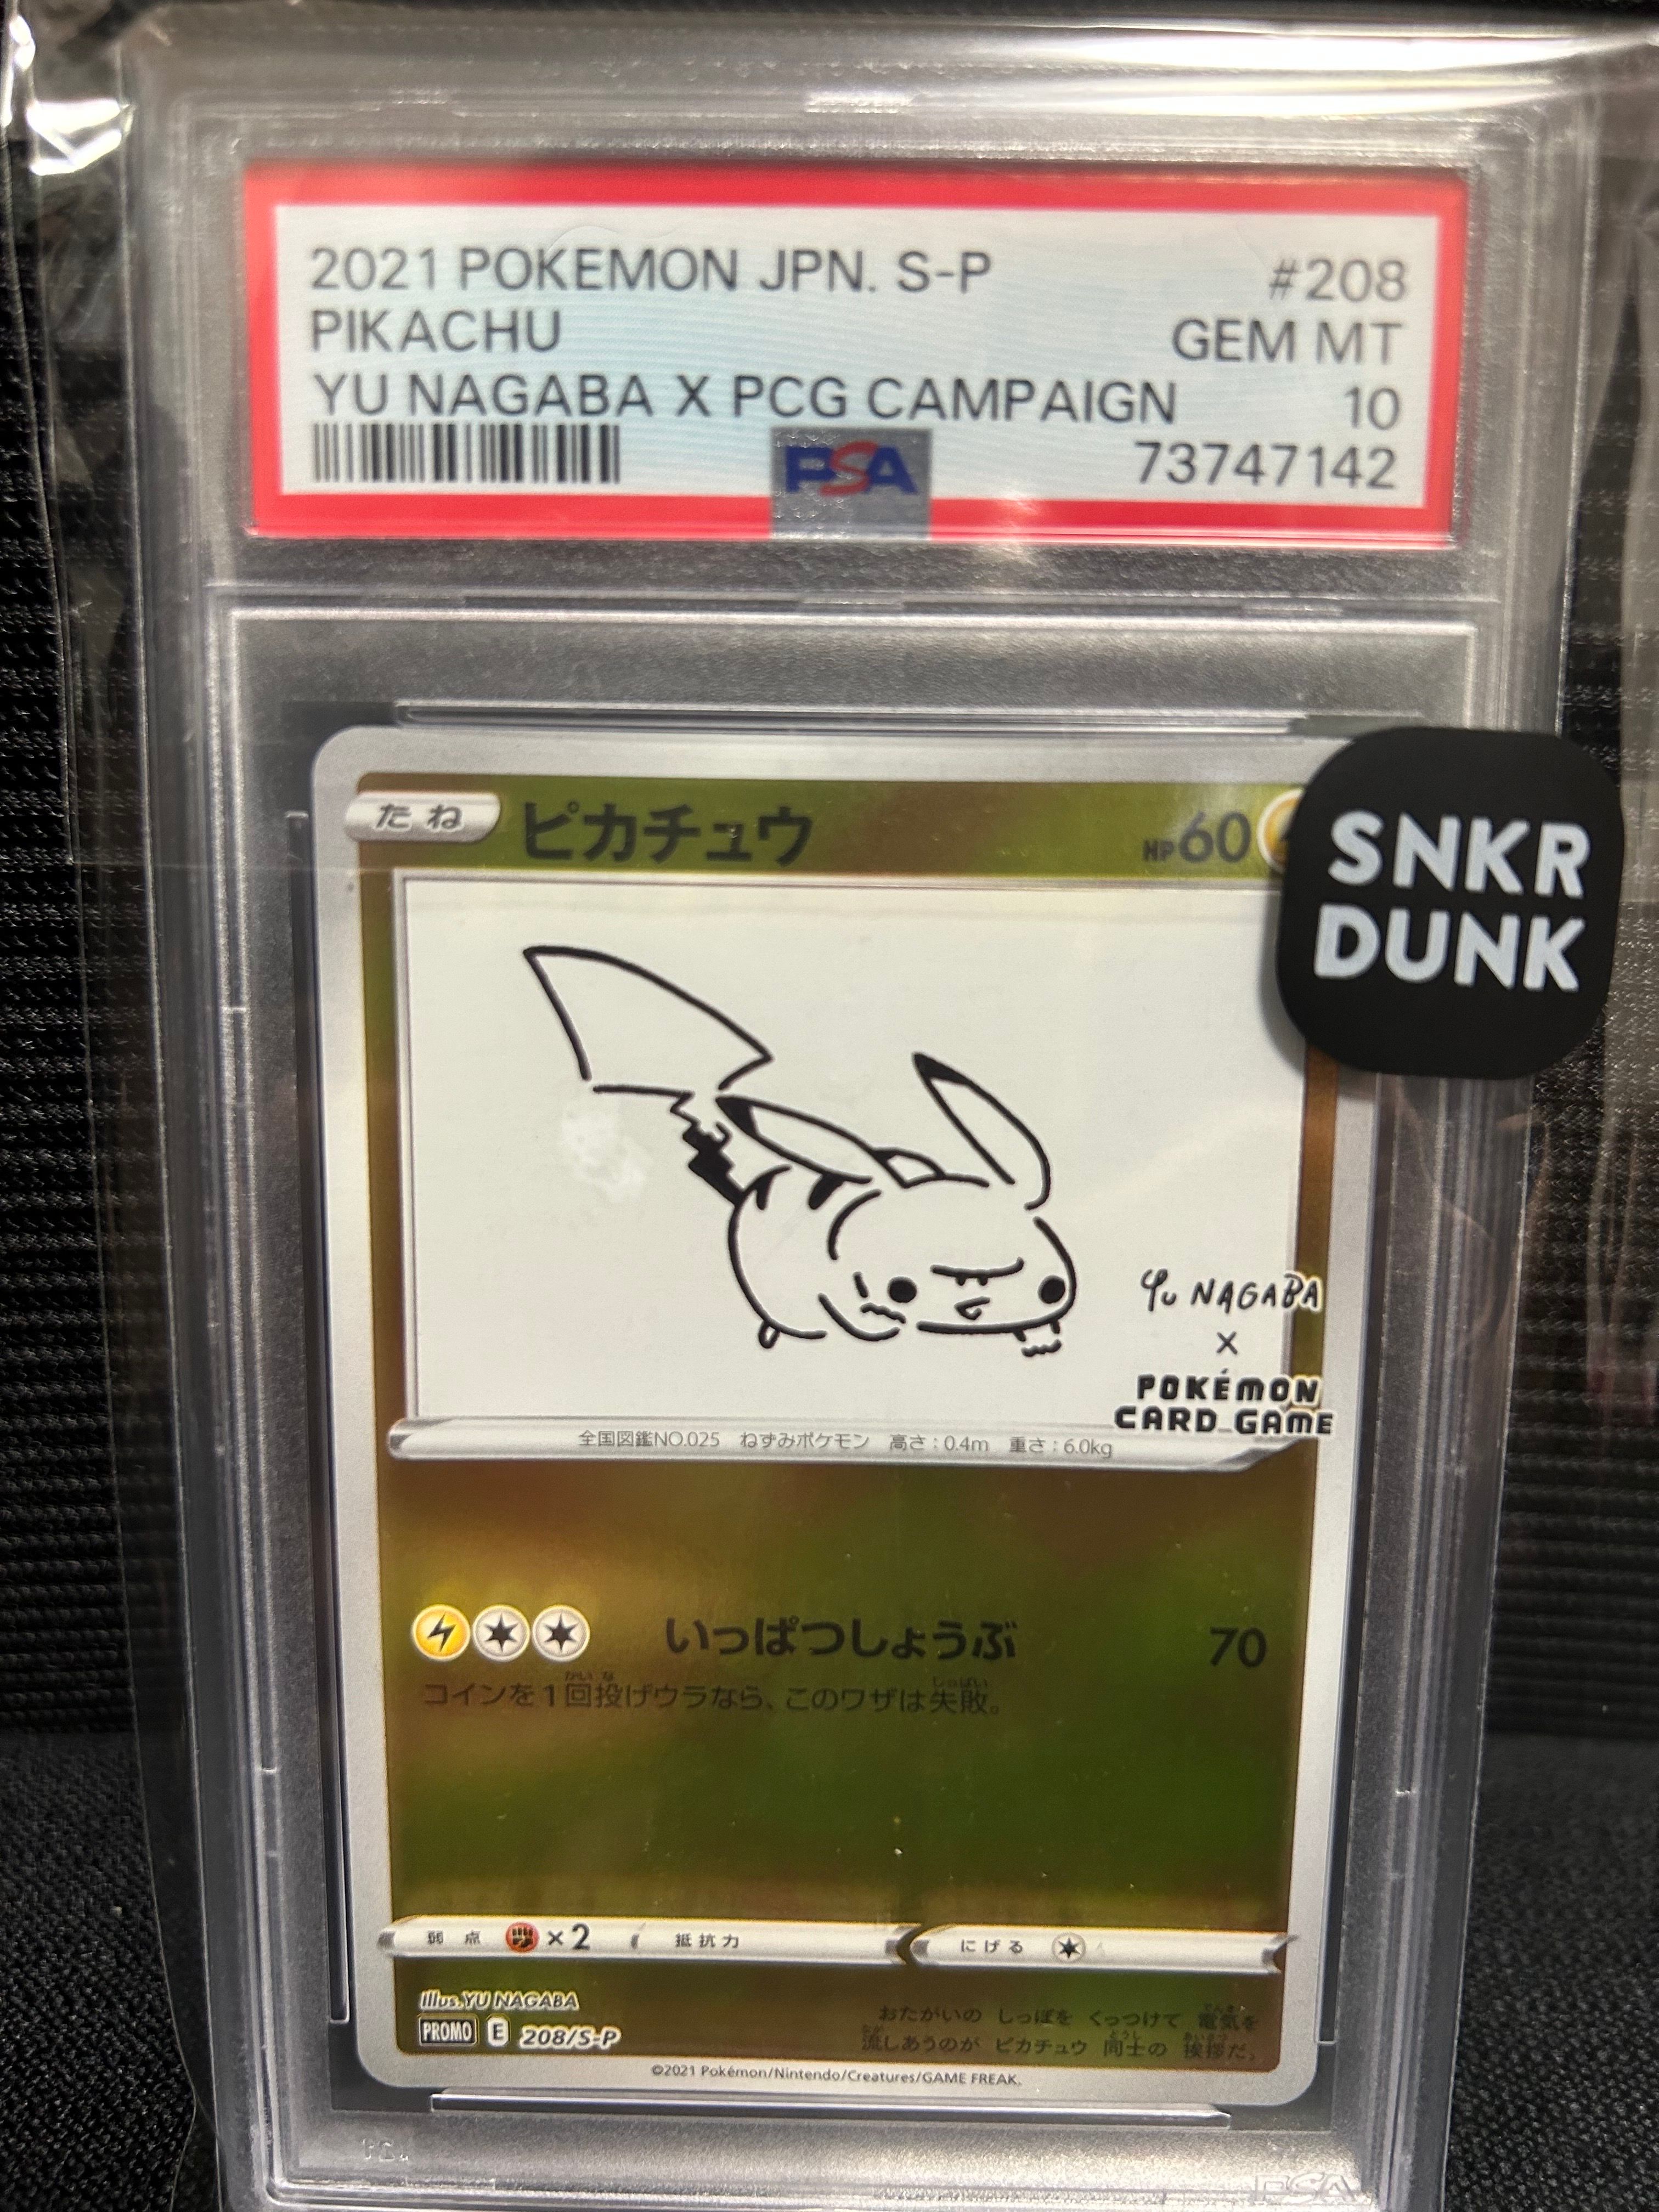 2021 POKEMON JPN. S-P #208
PIKACHU GEM MT
YU NAGABA X PCG CAMPAIGN 10
PSA 73747142
たね ピカチュウ HP60
SNKR
DUNK
YU NAGABA
×
POKÉMON
CARD GAME
全国図鑑NO.025 ねずみポケモン 高さ:0.4m 重さ:6.0kg
いっぱつしょうぶ 70
コインを1回投げウラなら、このワザは失敗。
弱点 ×2 抵抗力 にげる
Illus.YU NAGABA
PROMO E 208/S-P
おたがいの しっぽを くっつけて 電気を
流しあうのが ピカチュウ 同士の 挨拶だ。
©2021 Pokémon/Nintendo/Creatures/GAME FREAK.
PSA